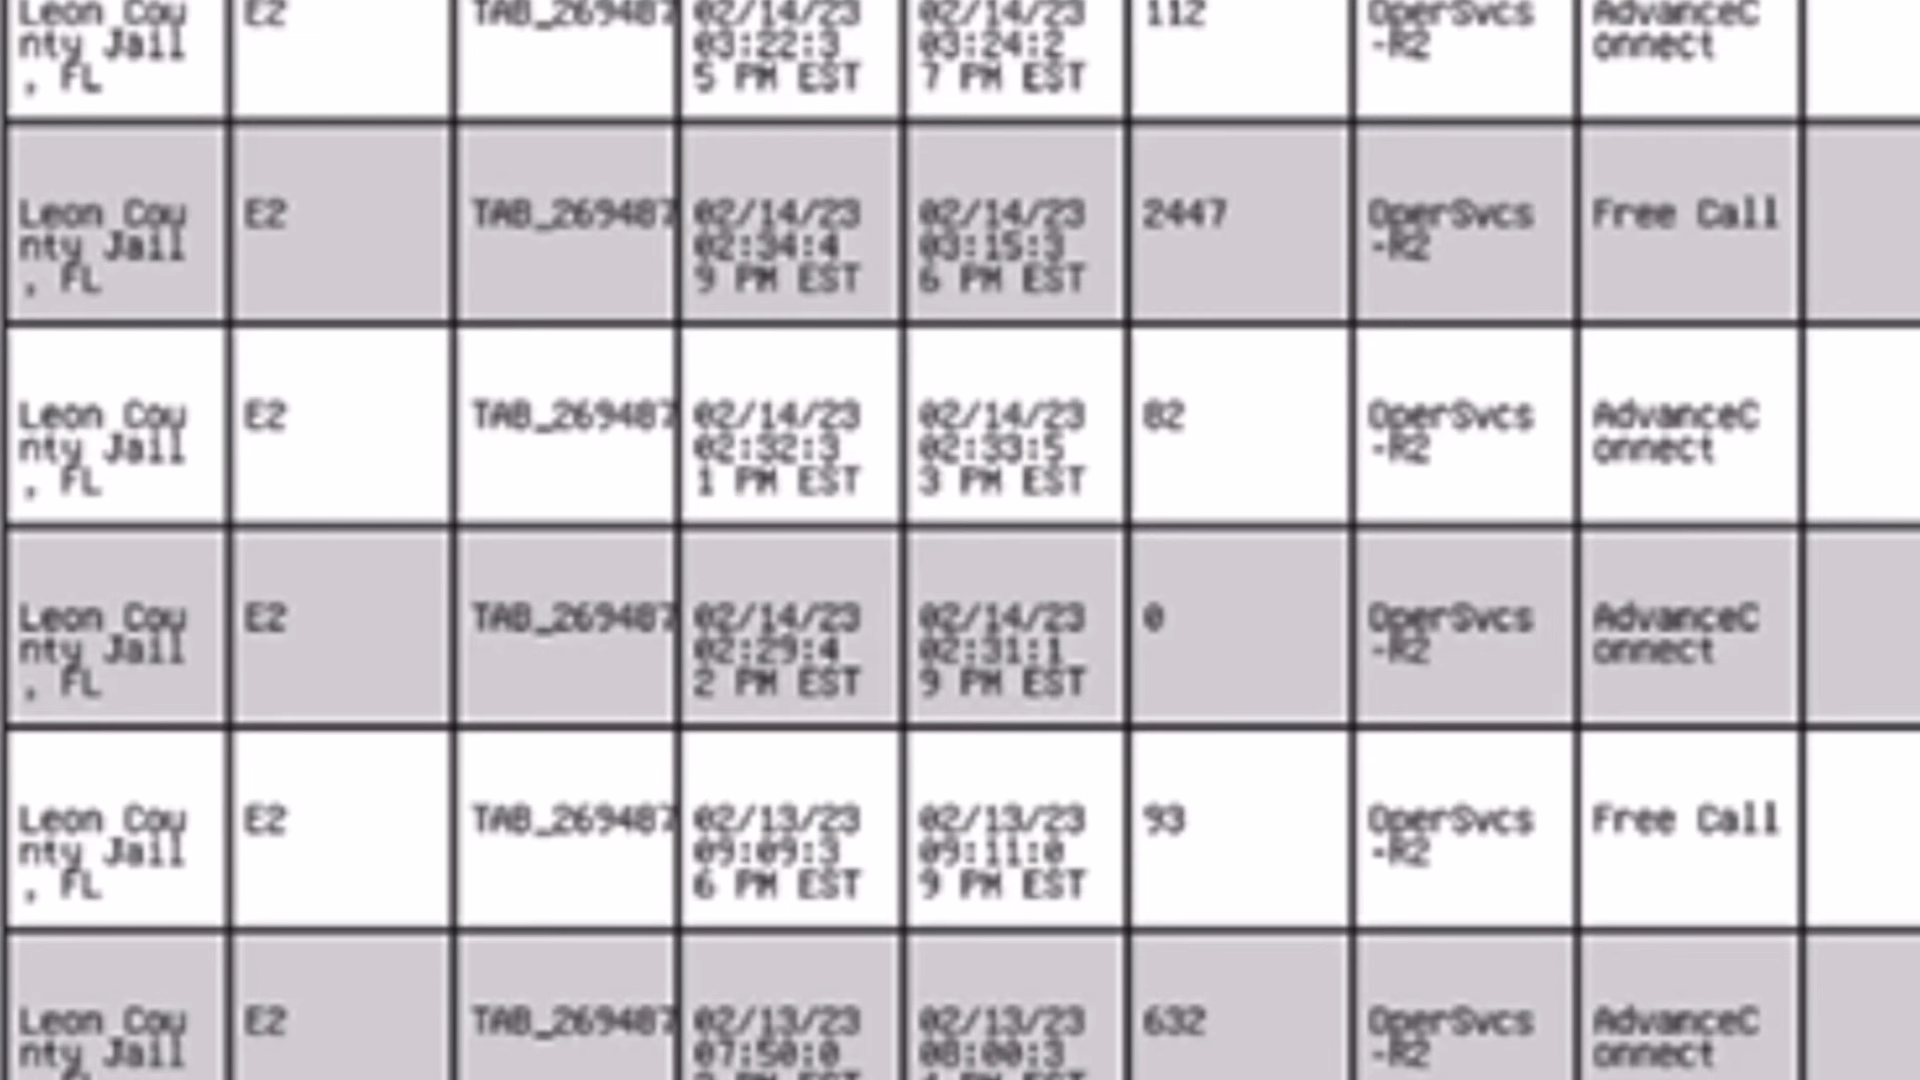 Leon Cou E2 TAB_269487 02/14/23 02/14/23 112 OperSvcs AdvanceC
nty Jail 03:22:3 03:24:2 -R2 onnect
, FL 5 PM EST 7 PM EST
Leon Cou E2 TAB_269487 02/14/23 02/14/23 2447 OperSvcs Free Call
nty Jail 02:34:4 03:15:3 -R2
, FL 9 PM EST 6 PM EST
Leon Cou E2 TAB_269487 02/14/23 02/14/23 82 OperSvcs AdvanceC
nty Jail 02:32:3 02:33:5 -R2 onnect
, FL 1 PM EST 3 PM EST
Leon Cou E2 TAB_269487 02/14/23 02/14/23 0 OperSvcs AdvanceC
nty Jail 02:29:4 02:31:1 -R2 onnect
, FL 2 PM EST 9 PM EST
Leon Cou E2 TAB_269487 02/13/23 02/13/23 93 OperSvcs Free Call
nty Jail 09:09:3 09:11:0 -R2
, FL 6 PM EST 9 PM EST
Leon Cou E2 TAB_269487 02/13/23 02/13/23 632 OperSvcs AdvanceC
nty Jail 07:50:0 08:00:3 -R2 onnect